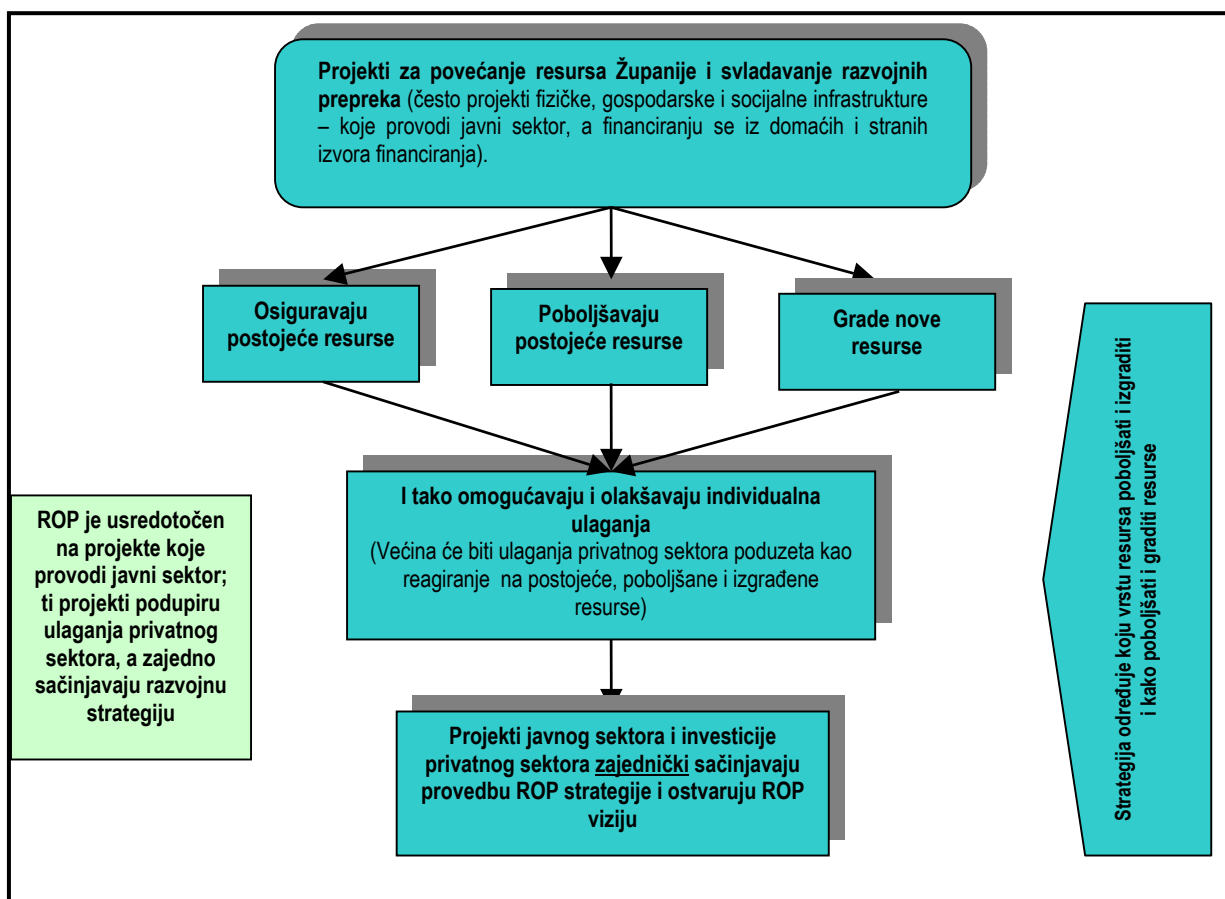 Projekti za povećanje resursa Županije i svladavanje razvojnih
prepreka (često projekti fizičke, gospodarske i socijalne infrastrukture
– koje provodi javni sektor, a financiranju se iz domaćih i stranih
izvora financiranja).
Osiguravaju
postojeće resurse
Poboljšavaju
postojeće resurse
Grade nove
resurse
I tako omogućavaju i olakšavaju individualna
ulaganja
(Većina će biti ulaganja privatnog sektora poduzeta kao
reagiranje na postojeće, poboljšane i izgrađene
resurse)
ROP je usredotočen
na projekte koje
provodi javni sektor;
ti projekti podupiru
ulaganja privatnog
sektora, a zajedno
sačinjavaju razvojnu
strategiju
Projekti javnog sektora i investicije
privatnog sektora zajednički sačinjavaju
provedbu ROP strategije i ostvaruju ROP
viziju
Strategija određuje koju vrstu resursa poboljšati i izgraditi
i kako poboljšati i graditi resurse